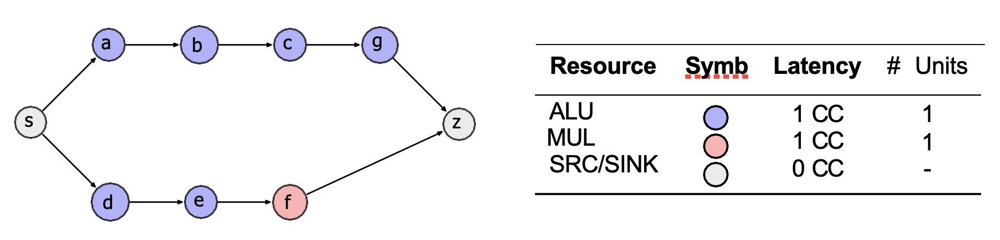 a b c g
s z
d e f
Resource Symb Latency # Units
ALU 1 CC 1
MUL 1 CC 1
SRC/SINK 0 CC -